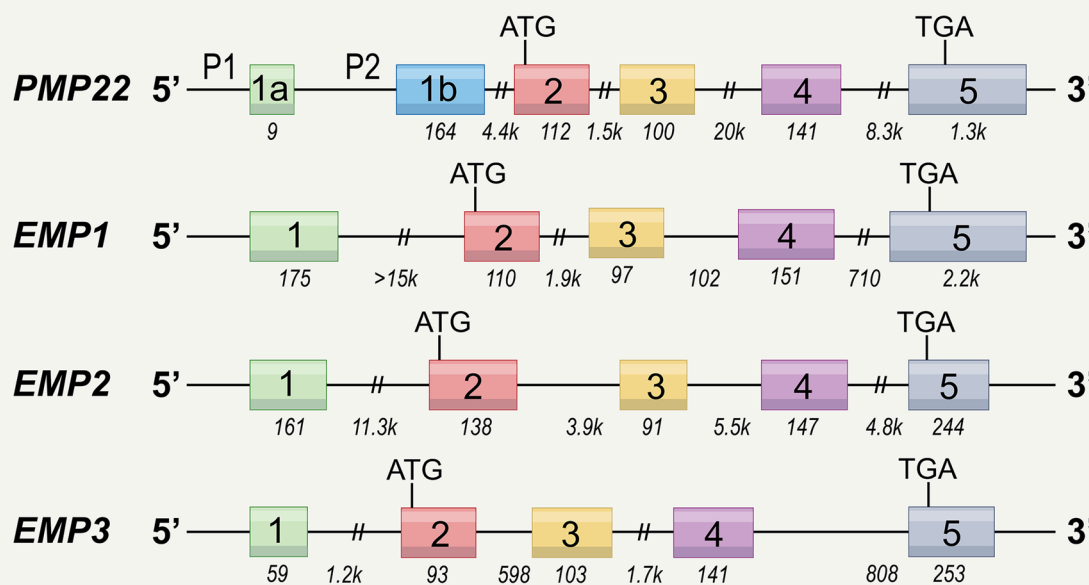 ATG TGA
PMP22 5’ P1 1a P2 1b // 2 // 3 // 4 // 5 3’
9 164 4.4k 112 1.5k 100 20k 141 8.3k 1.3k
ATG TGA
EMP1 5’ 1 // 2 // 3 4 // 5 3’
175 >15k 110 1.9k 97 102 151 710 2.2k
ATG TGA
EMP2 5’ 1 // 2 3 4 // 5 3’
161 11.3k 138 3.9k 91 5.5k 147 4.8k 244
ATG TGA
EMP3 5’ 1 // 2 3 // 4 5 3’
59 1.2k 93 598 103 1.7k 141 808 253